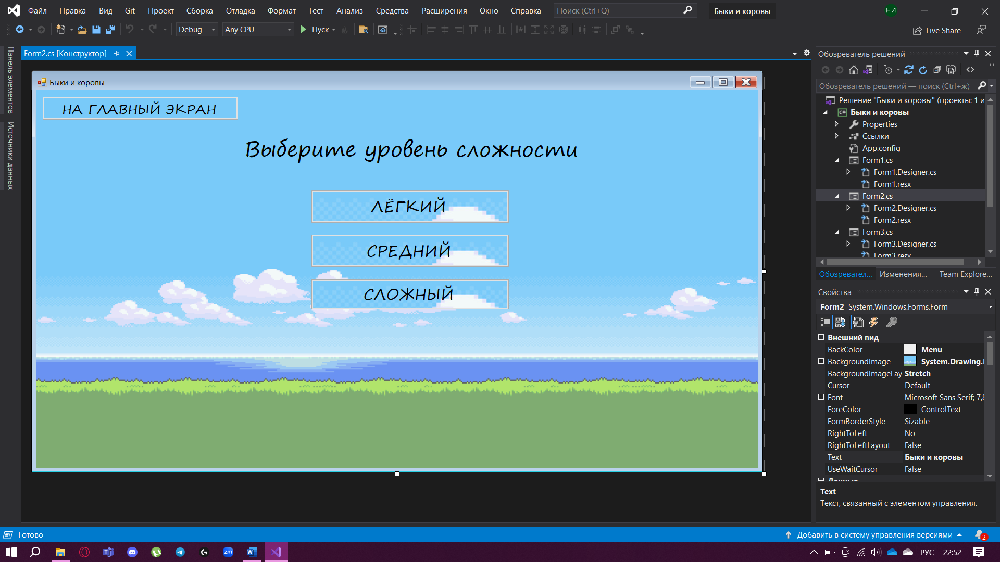 Файл Правка Вид Git Проект Сборка Отладка Формат Тест Анализ Средства Расширения Окно Справка Поиск (Ctrl+Q) Быки и коровы НИ
Debug Any CPU Пуск Live Share
Панель элементов
Источники данных
Form2.cs [Конструктор]
Быки и коровы
НА ГЛАВНЫЙ ЭКРАН
Выберите уровень сложности
ЛЁГКИЙ
СРЕДНИЙ
СЛОЖНЫЙ
Обозреватель решений
Обозреватель решений — поиск (Ctrl+ж)
Решение "Быки и коровы" (проекты: 1 и
C# Быки и коровы
Properties
Ссылки
App.config
Form1.cs
Form1.Designer.cs
Form1.resx
Form2.cs
Form2.Designer.cs
Form2.resx
Form3.cs
Form3.Designer.cs
Form3.resx
Обозревател... Изменения... Team Explore...
Свойства
Form2 System.Windows.Forms.Form
Внешний вид
BackColor Menu
BackgroundImage System.Drawing.
BackgroundImageLay Stretch
Cursor Default
Font Microsoft Sans Serif; 7,8
ForeColor ControlText
FormBorderStyle Sizable
RightToLeft No
RightToLeftLayout False
Text Быки и коровы
UseWaitCursor False
Данные
Text
Текст, связанный с элементом управления.
Готово Добавить в систему управления версиями 2
zm W РУС 22:52